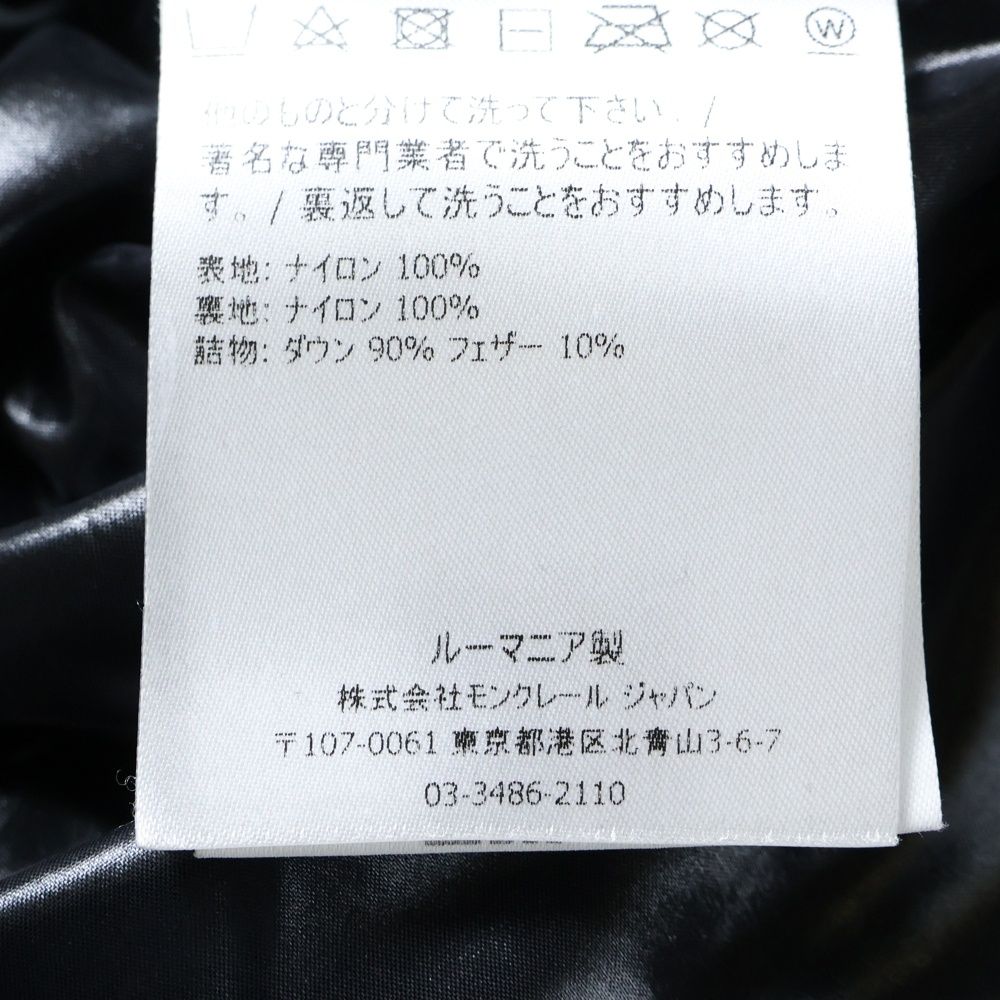 他のものと分けて洗って下さい. /
著名な専門業者で洗うことをおすすめしま
す。/ 裏返して洗うことをおすすめします。
表地: ナイロン 100%
裏地: ナイロン 100%
詰物: ダウン 90% フェザー 10%
ルーマニア製
株式会社モンクレール ジャパン
〒107-0061 東京都港区北青山3-6-7
03-3486-2110